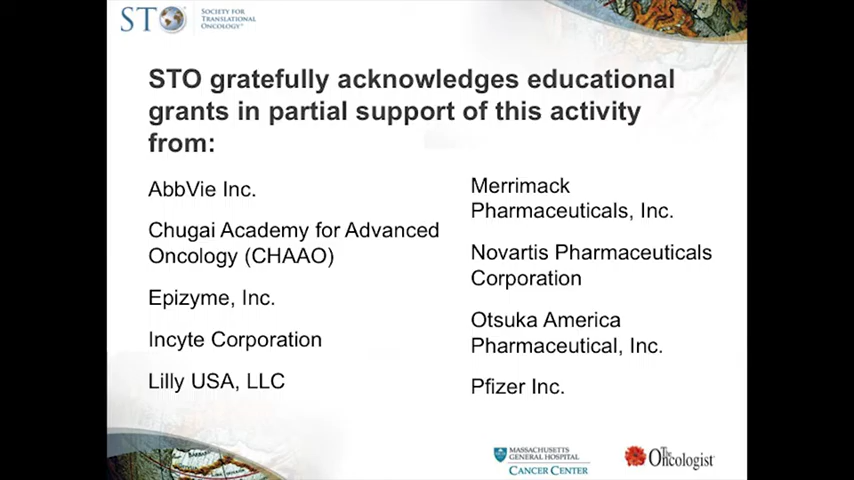 STO
SOCIETY FOR
TRANSLATIONAL
ONCOLOGY
STO gratefully acknowledges educational
grants in partial support of this activity
from:
AbbVie Inc.
Chugai Academy for Advanced
Oncology (CHAAO)
Epizyme, Inc.
Incyte Corporation
Lilly USA, LLC
Merrimack
Pharmaceuticals, Inc.
Novartis Pharmaceuticals
Corporation
Otsuka America
Pharmaceutical, Inc.
Pfizer Inc.
MASSACHUSETTS
GENERAL HOSPITAL
CANCER CENTER
The
Oncologist